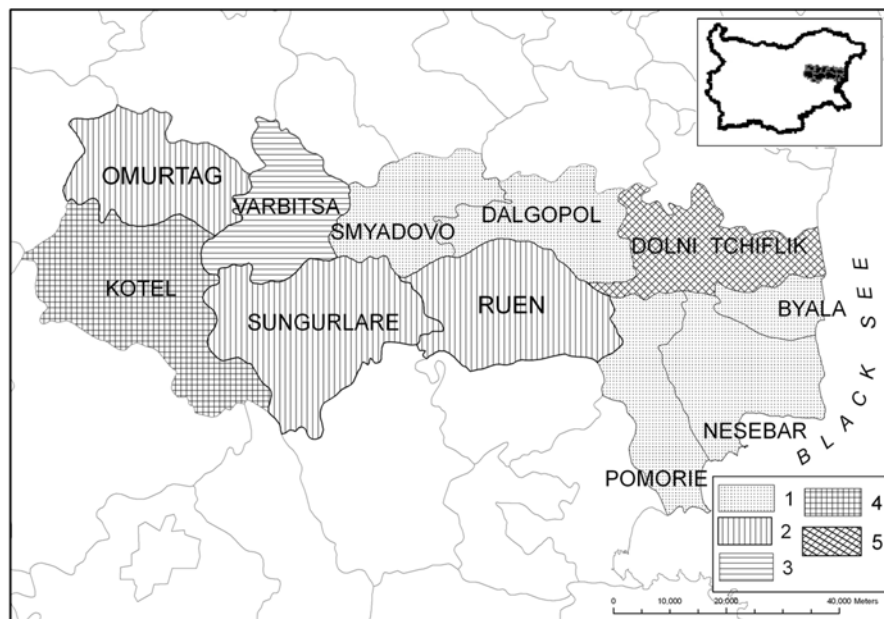 OMURTAG
VARBITSA
SMYADOVO
DALGOPOL
DOLNI TCHIFLIK
KOTEL
SUNGURLARE
RUEN
BYALA
NESEBAR
POMORIE
BLACK SEE
1
2
3
4
5
0 10,000 20,000 40,000 Meters